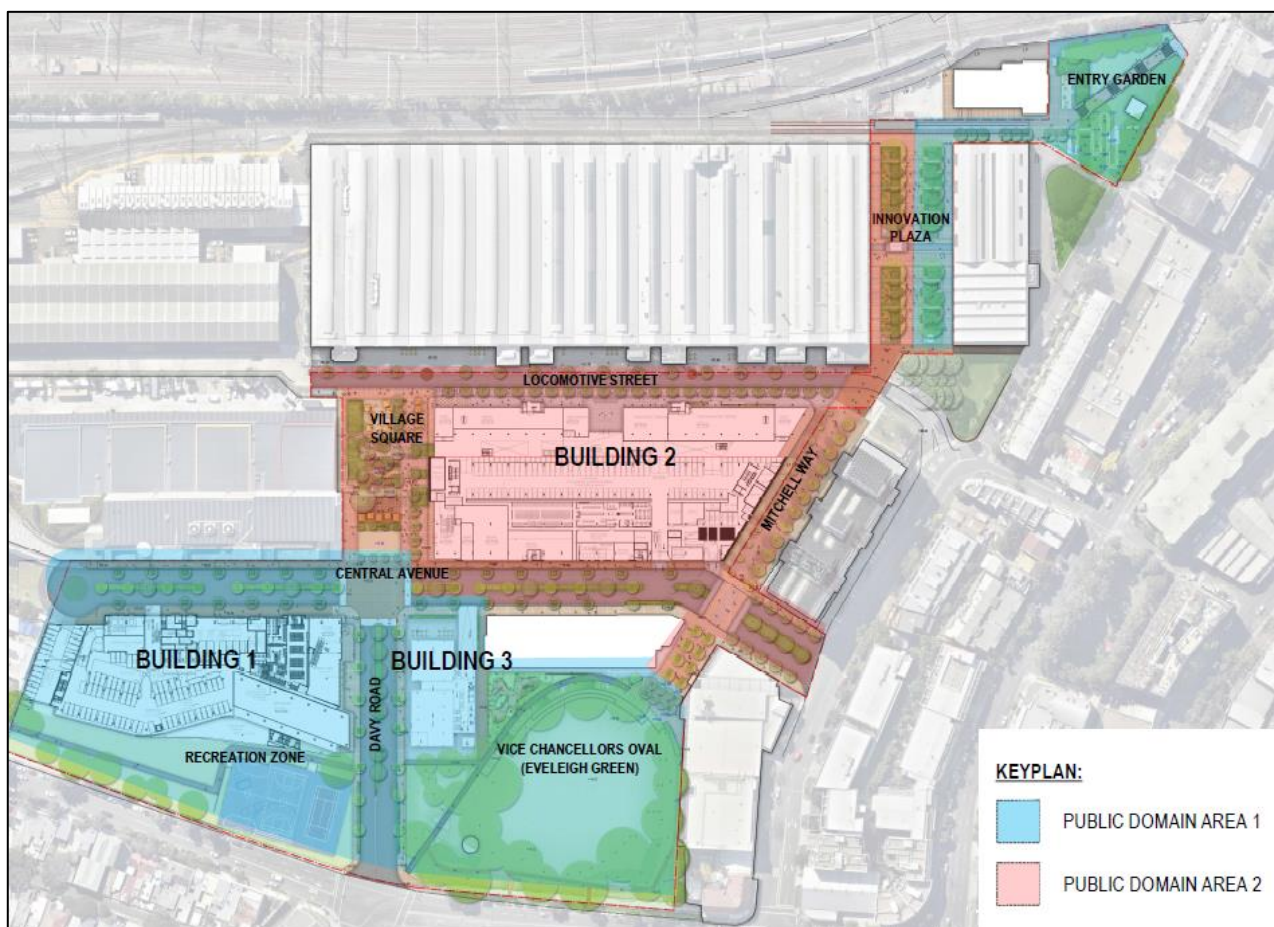 ENTRY GARDEN
INNOVATION
PLAZA
LOCOMOTIVE STREET
VILLAGE
SQUARE
BUILDING 2
MITCHELL WAY
CENTRAL AVENUE
BUILDING 1
BUILDING 3
DAVY ROAD
RECREATION ZONE
VICE CHANCELLORS OVAL
(EVELEIGH GREEN)
KEYPLAN:
PUBLIC DOMAIN AREA 1
PUBLIC DOMAIN AREA 2